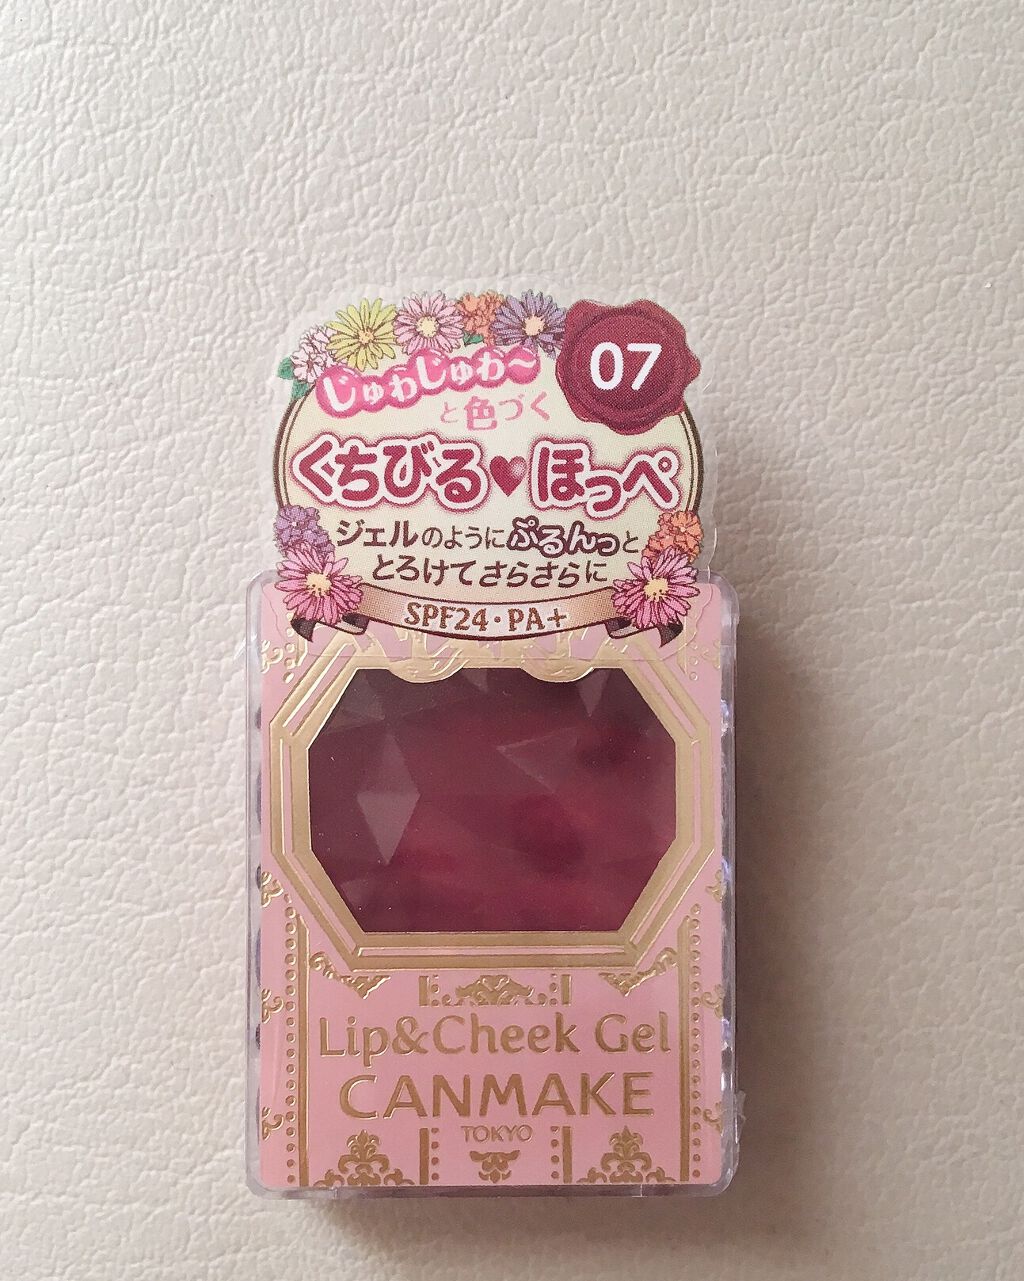 07
じゅわじゅわ〜
と色づく
くちびる♥ほっぺ
ジェルのようにぷるんっと
とろけてさらさらに
SPF24・PA+
Lip&Cheek Gel
CANMAKE
TOKYO